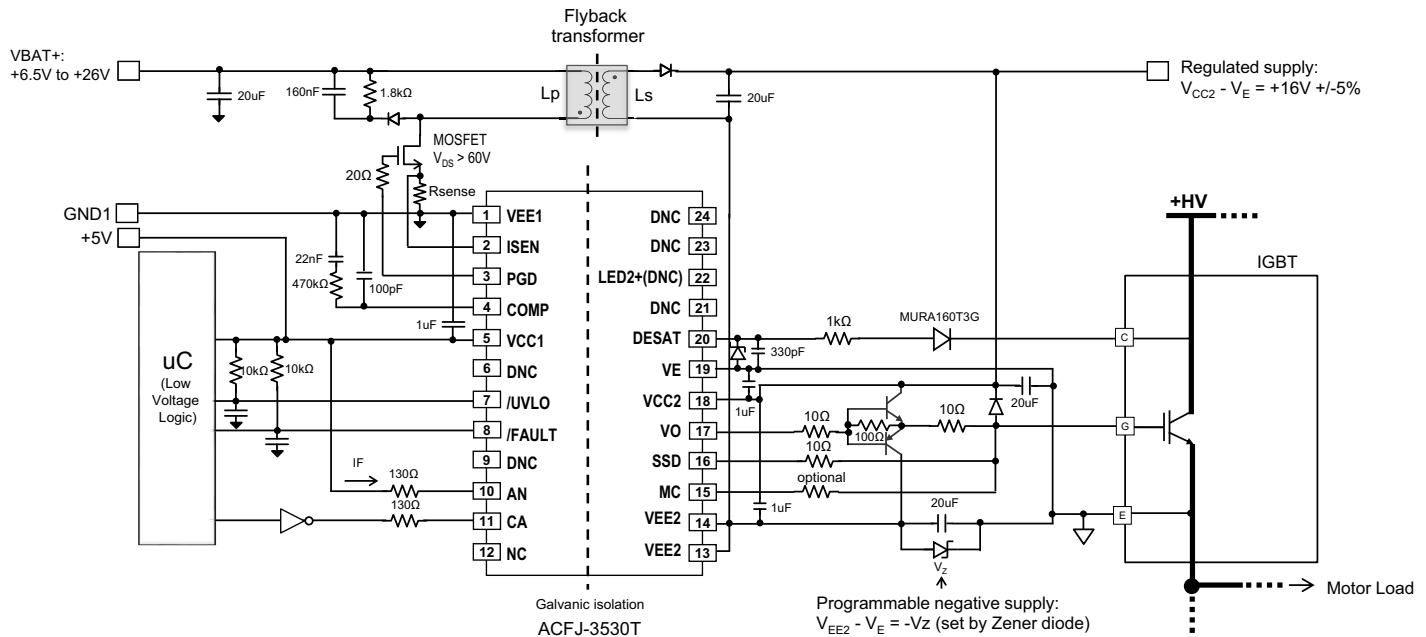 Flyback
transformer
VBAT+:
+6.5V to +26V
20uF
160nF
1.8kΩ
Lp
Ls
20uF
Regulated supply:
VCC2 - VE = +16V +/-5%
MOSFET
VDS > 60V
20Ω
Rsense
GND1
+5V
22nF
470kΩ
100pF
1uF
uC
(Low
Voltage
Logic)
10kΩ
10kΩ
IF
130Ω
130Ω
1 VEE1
2 ISEN
3 PGD
4 COMP
5 VCC1
6 DNC
7 /UVLO
8 /FAULT
9 DNC
10 AN
11 CA
12 NC
DNC 24
DNC 23
LED2+(DNC) 22
DNC 21
DESAT 20
VE 19
VCC2 18
VO 17
SSD 16
MC 15
VEE2 14
VEE2 13
330pF
1kΩ
MURA160T3G
1uF
20uF
10Ω
100Ω
10Ω
10Ω
optional
1uF
20uF
VZ
+HV
IGBT
C
G
E
Motor Load
Programmable negative supply:
VEE2 - VE = -Vz (set by Zener diode)
Galvanic isolation
ACFJ-3530T